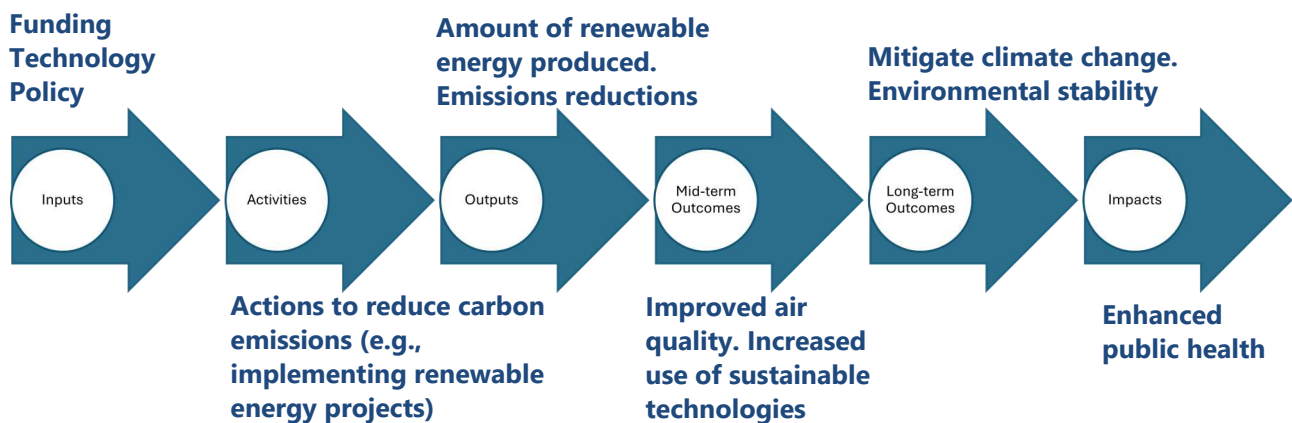 Funding
Technology
Policy
Amount of renewable
energy produced.
Emissions reductions
Mitigate climate change.
Environmental stability
Inputs
Activities
Outputs
Mid-term
Outcomes
Long-term
Outcomes
Impacts
Actions to reduce carbon
emissions (e.g.,
implementing renewable
energy projects)
Improved air
quality. Increased
use of sustainable
technologies
Enhanced
public health